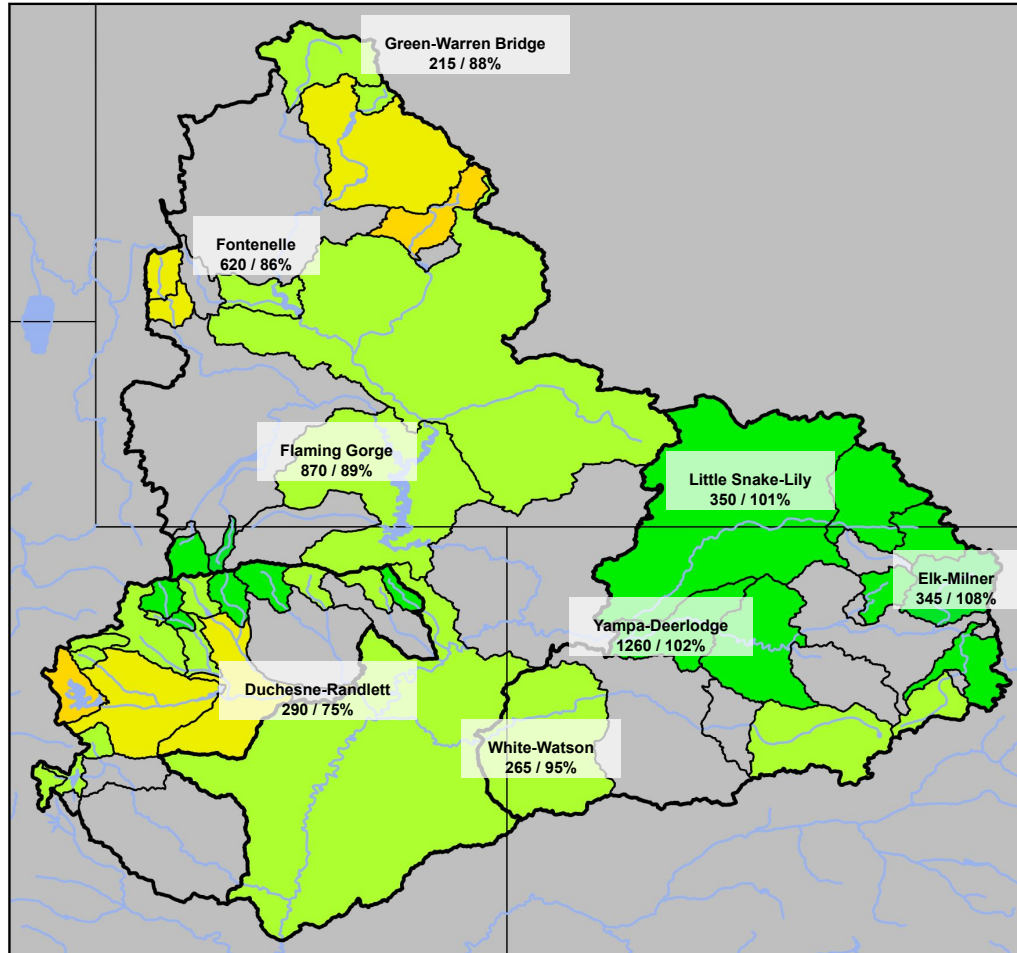 Green-Warren Bridge
215 / 88%
Fontenelle
620 / 86%
Flaming Gorge
870 / 89%
Little Snake-Lily
350 / 101%
Elk-Milner
345 / 108%
Yampa-Deerlodge
1260 / 102%
Duchesne-Randlett
290 / 75%
White-Watson
265 / 95%